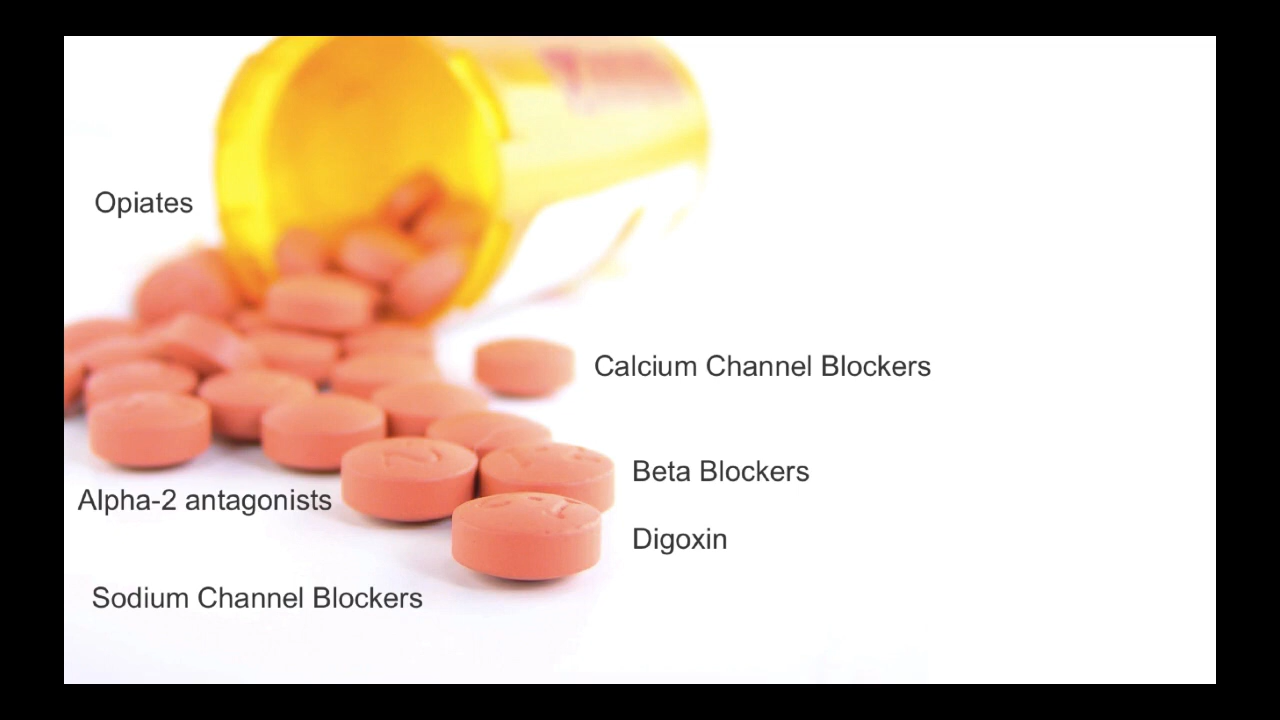 Opiates
Calcium Channel Blockers
Beta Blockers
Alpha-2 antagonists
Digoxin
Sodium Channel Blockers